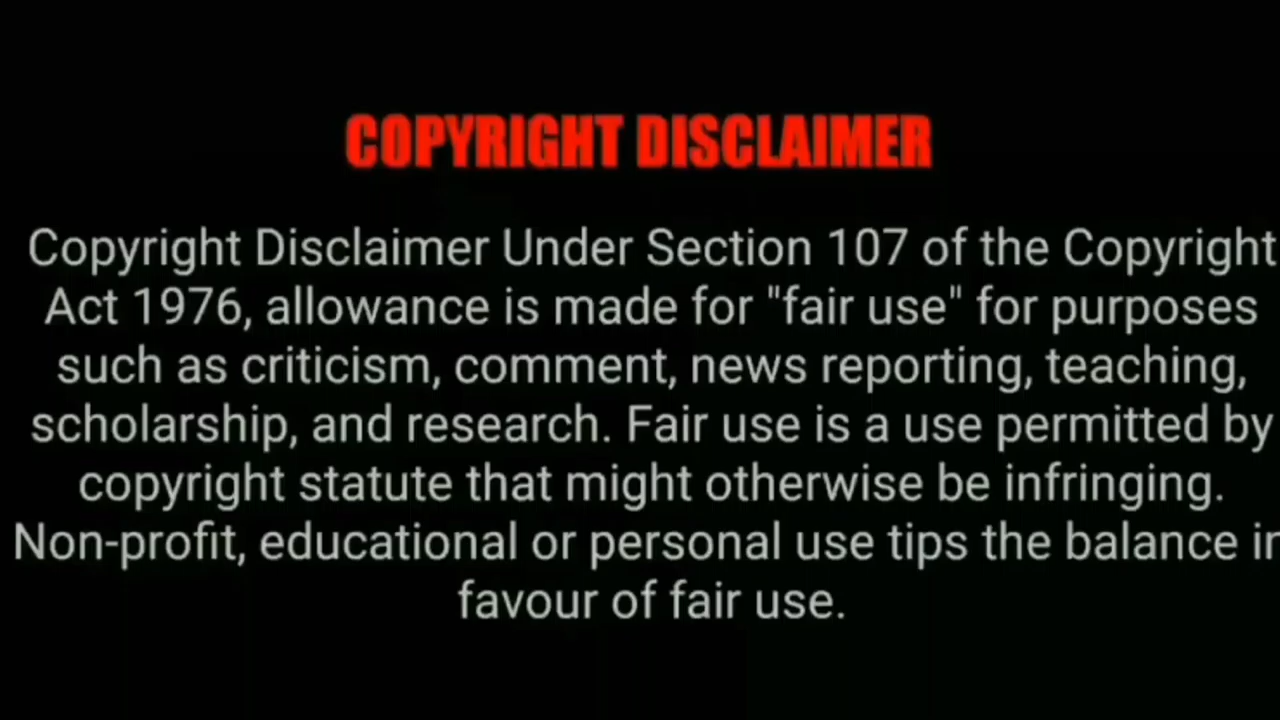 COPYRIGHT DISCLAIMER
Copyright Disclaimer Under Section 107 of the Copyright
Act 1976, allowance is made for "fair use" for purposes
such as criticism, comment, news reporting, teaching,
scholarship, and research. Fair use is a use permitted by
copyright statute that might otherwise be infringing.
Non-profit, educational or personal use tips the balance in
favour of fair use.